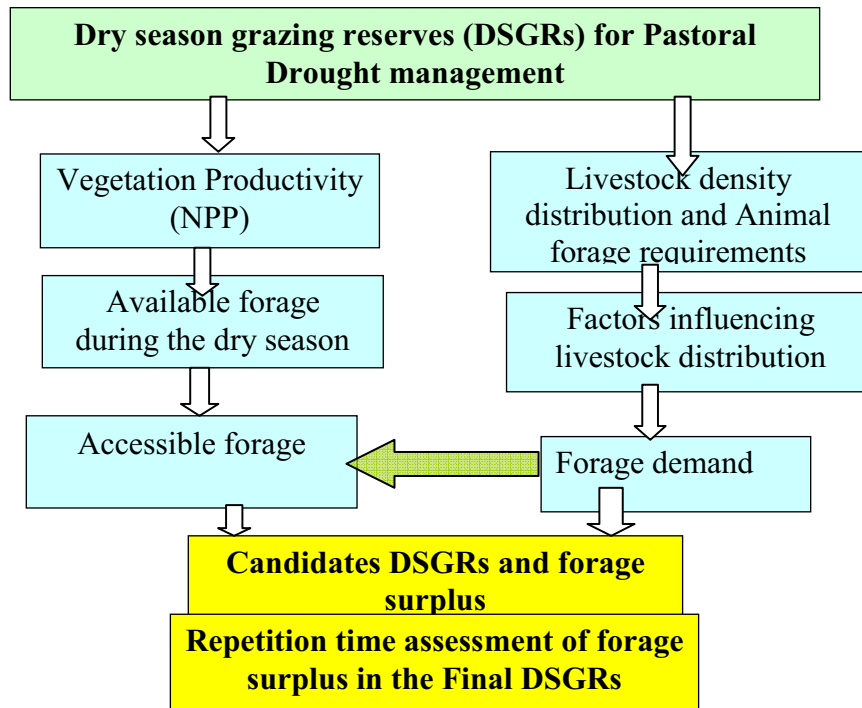 Dry season grazing reserves (DSGRs) for Pastoral
Drought management
Vegetation Productivity
(NPP)
Livestock density
distribution and Animal
forage requirements
Available forage
during the dry season
Factors influencing
livestock distribution
Accessible forage
Forage demand
Candidates DSGRs and forage
surplus
Repetition time assessment of forage
surplus in the Final DSGRs